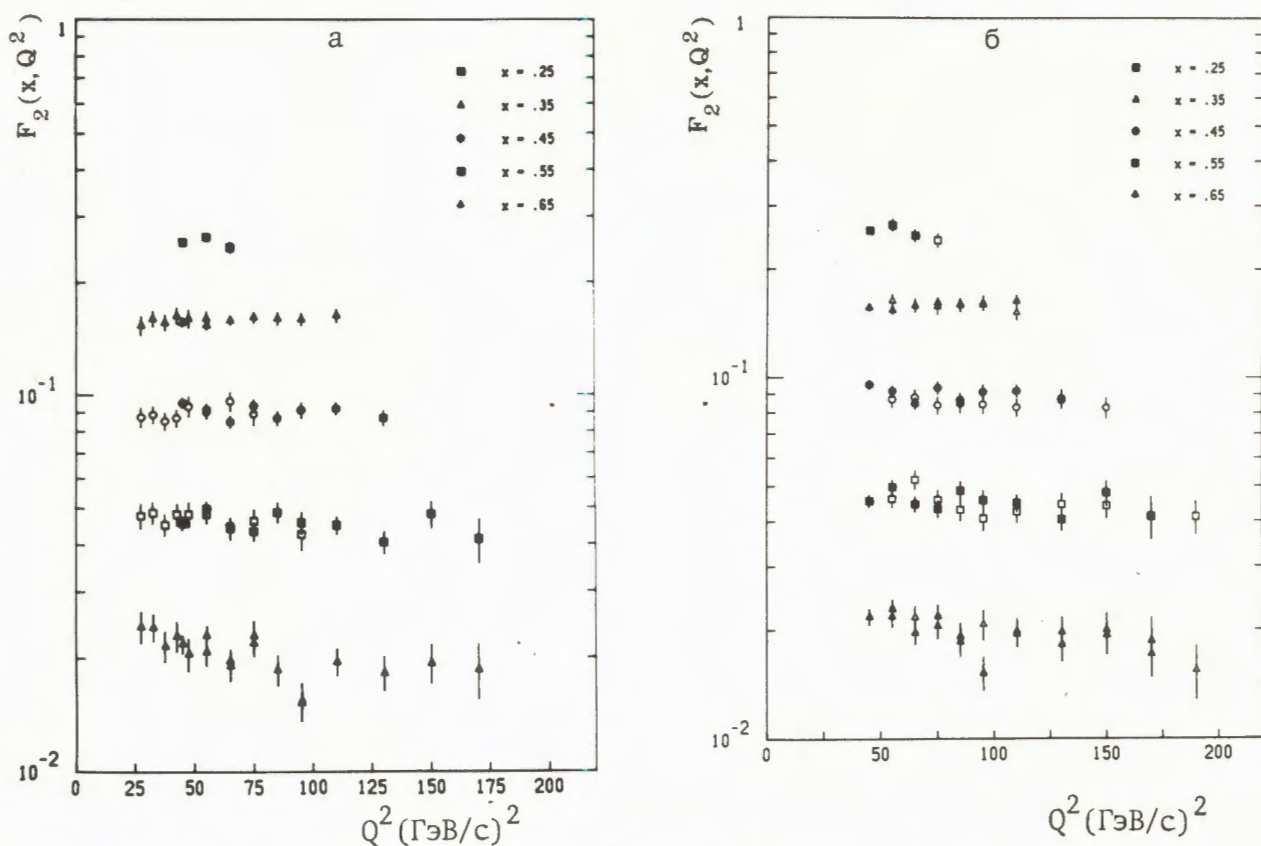 а
F₂(x,Q²)
1
10⁻¹
10⁻²
x = .25
x = .35
x = .45
x = .55
x = .65
0 25 50 75 100 125 150 175 200
Q²(ГэВ/с)²
б
F₂(x,Q²)
1
10⁻¹
10⁻²
x = .25
x = .35
x = .45
x = .55
x = .65
0 50 75 100 150 200
Q²(ГэВ/с)²